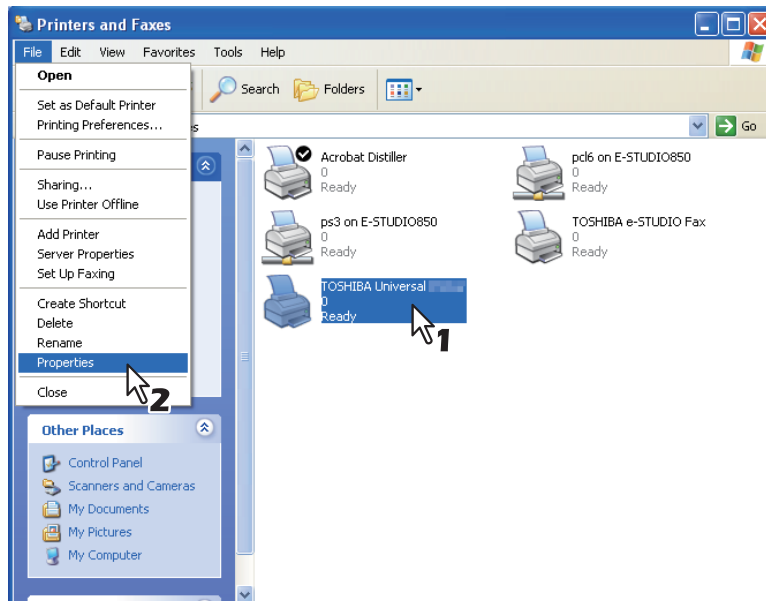 Printers and Faxes
File Edit View Favorites Tools Help
Open
Set as Default Printer
Printing Preferences...
Pause Printing
Sharing...
Use Printer Offline
Add Printer
Server Properties
Set Up Faxing
Create Shortcut
Delete
Rename
Properties
Close
2
Search Folders
Go
Acrobat Distiller
0
Ready
pcl6 on E-STUDIO850
0
Ready
ps3 on E-STUDIO850
0
Ready
TOSHIBA e-STUDIO Fax
0
Ready
TOSHIBA Universal
0
Ready
1
Other Places
Control Panel
Scanners and Cameras
My Documents
My Pictures
My Computer